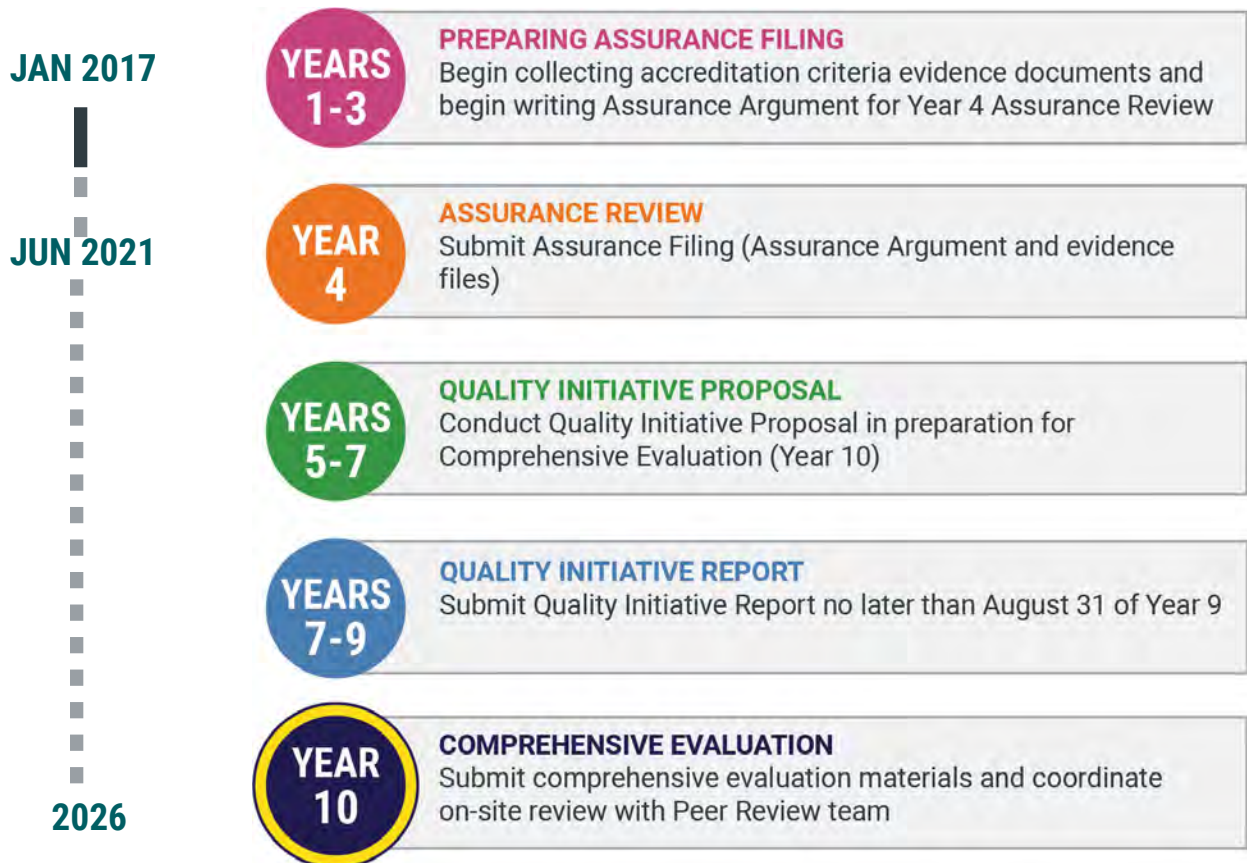 JAN 2017
YEARS
1-3
PREPARING ASSURANCE FILING
Begin collecting accreditation criteria evidence documents and
begin writing Assurance Argument for Year 4 Assurance Review
JUN 2021
YEAR
4
ASSURANCE REVIEW
Submit Assurance Filing (Assurance Argument and evidence
files)
YEARS
5-7
QUALITY INITIATIVE PROPOSAL
Conduct Quality Initiative Proposal in preparation for
Comprehensive Evaluation (Year 10)
YEARS
7-9
QUALITY INITIATIVE REPORT
Submit Quality Initiative Report no later than August 31 of Year 9
2026
YEAR
10
COMPREHENSIVE EVALUATION
Submit comprehensive evaluation materials and coordinate
on-site review with Peer Review team